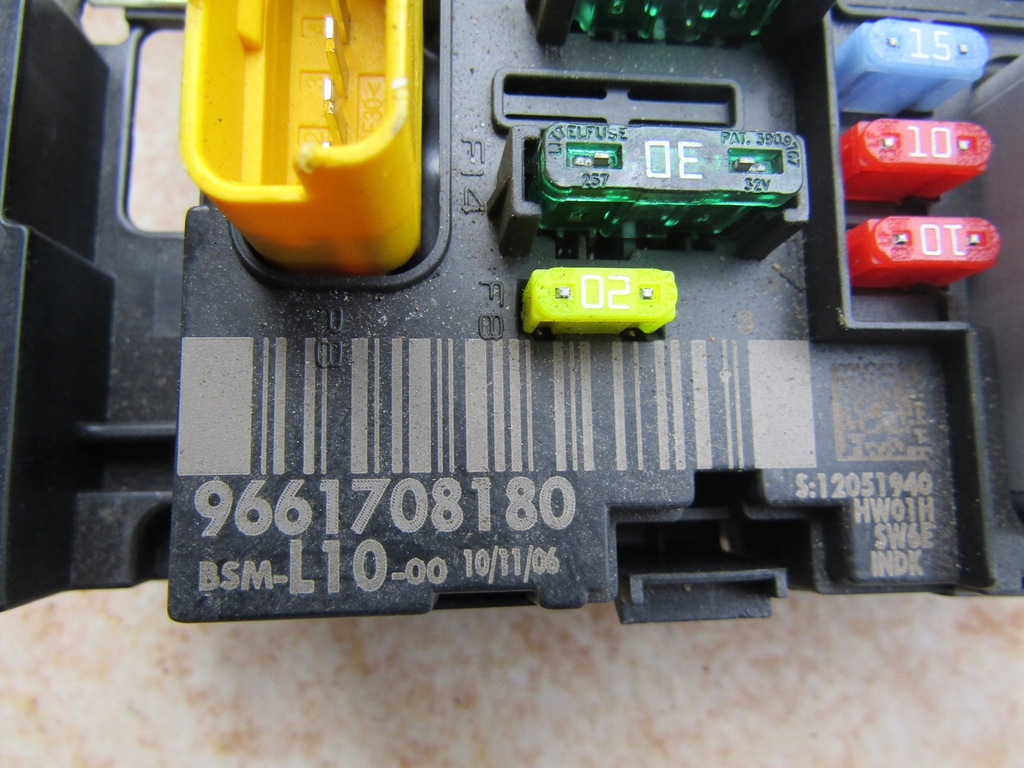 15
10
10
LITTELFUSE
PAT. 390.9767
30
257
32V
F14
20
F8
9661708180
BSM-L10-00 10/11/06
S:12051940
HW01H
SW6E
INDK